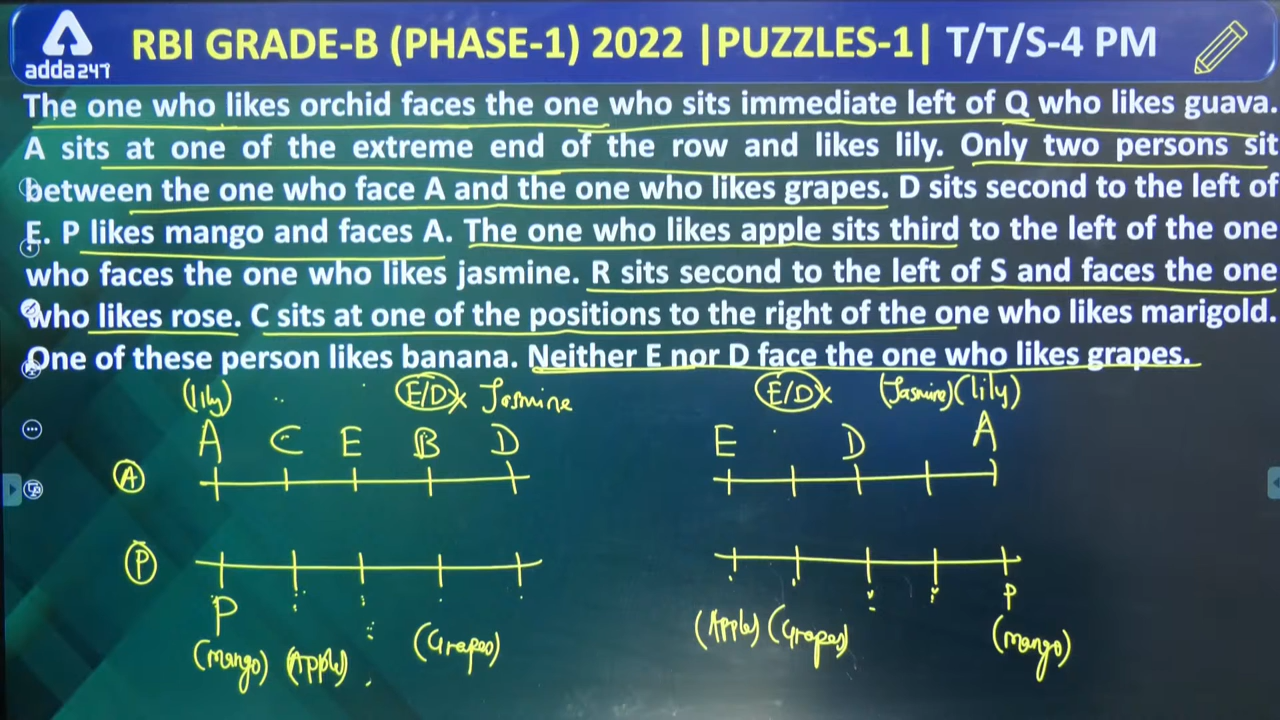 adda247
RBI GRADE-B (PHASE-1) 2022 |PUZZLES-1| T/T/S-4 PM
The one who likes orchid faces the one who sits immediate left of Q who likes guava.
A sits at one of the extreme end of the row and likes lily. Only two persons sit
between the one who face A and the one who likes grapes. D sits second to the left of
E. P likes mango and faces A. The one who likes apple sits third to the left of the one
who faces the one who likes jasmine. R sits second to the left of S and faces the one
who likes rose. C sits at one of the positions to the right of the one who likes marigold.
One of these person likes banana. Neither E nor D face the one who likes grapes.
(lily) E/D x Jasmine E/D x (Jasmine) (lily)
A C E B D E D A
A
P
P P
(Mango) (Apple) (Grapes) (Apple) (Grapes) (mango)